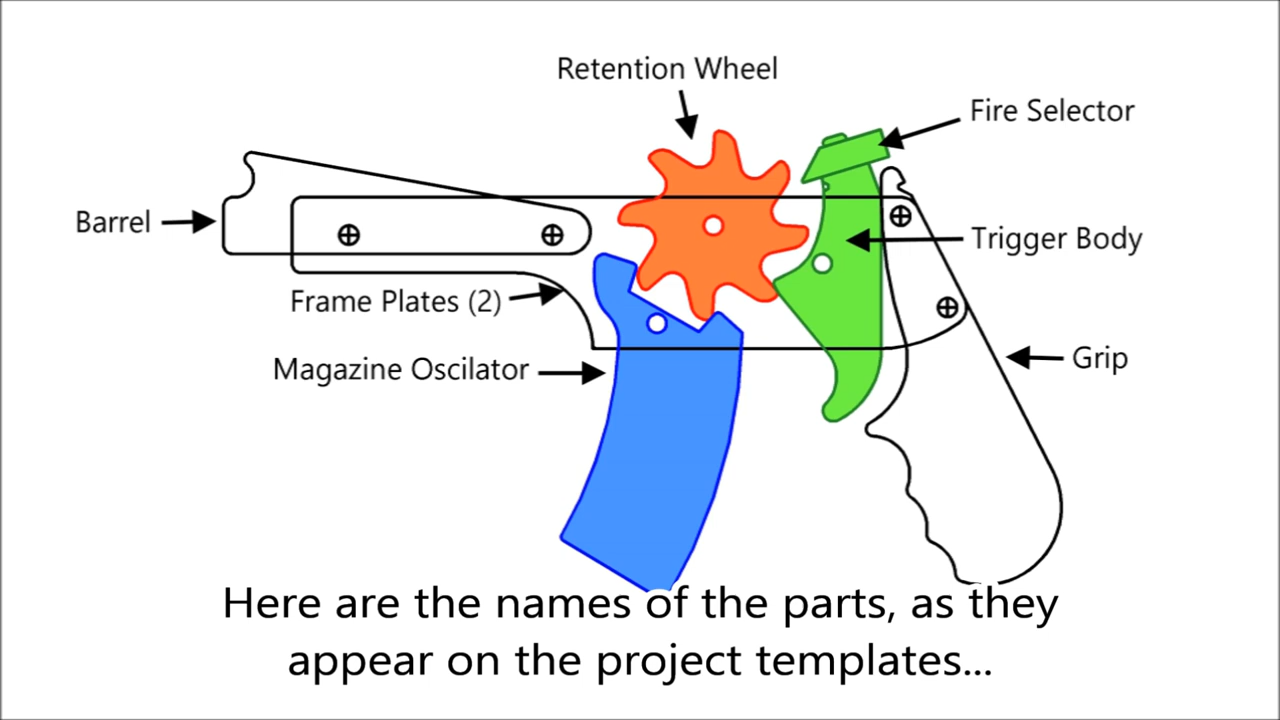 Retention Wheel
Fire Selector
Barrel
Trigger Body
Frame Plates (2)
Magazine Oscilator
Grip
Here are the names of the parts, as they
appear on the project templates...